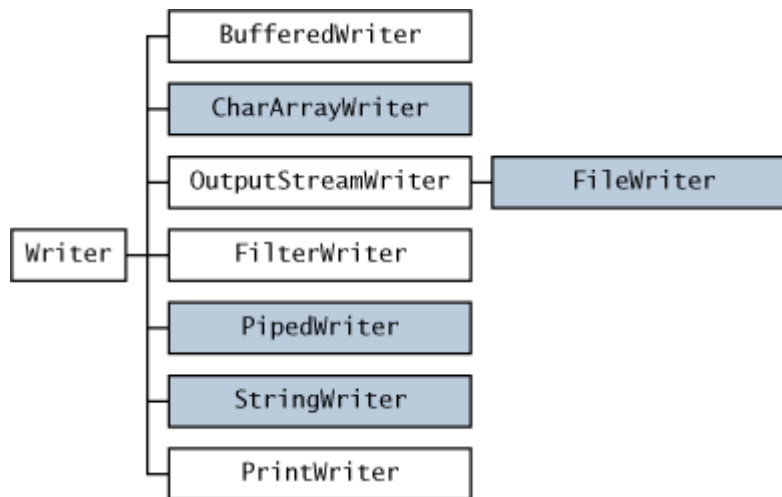 BufferedWriter
CharArrayWriter
OutputStreamWriter
FileWriter
Writer
FilterWriter
PipedWriter
StringWriter
PrintWriter